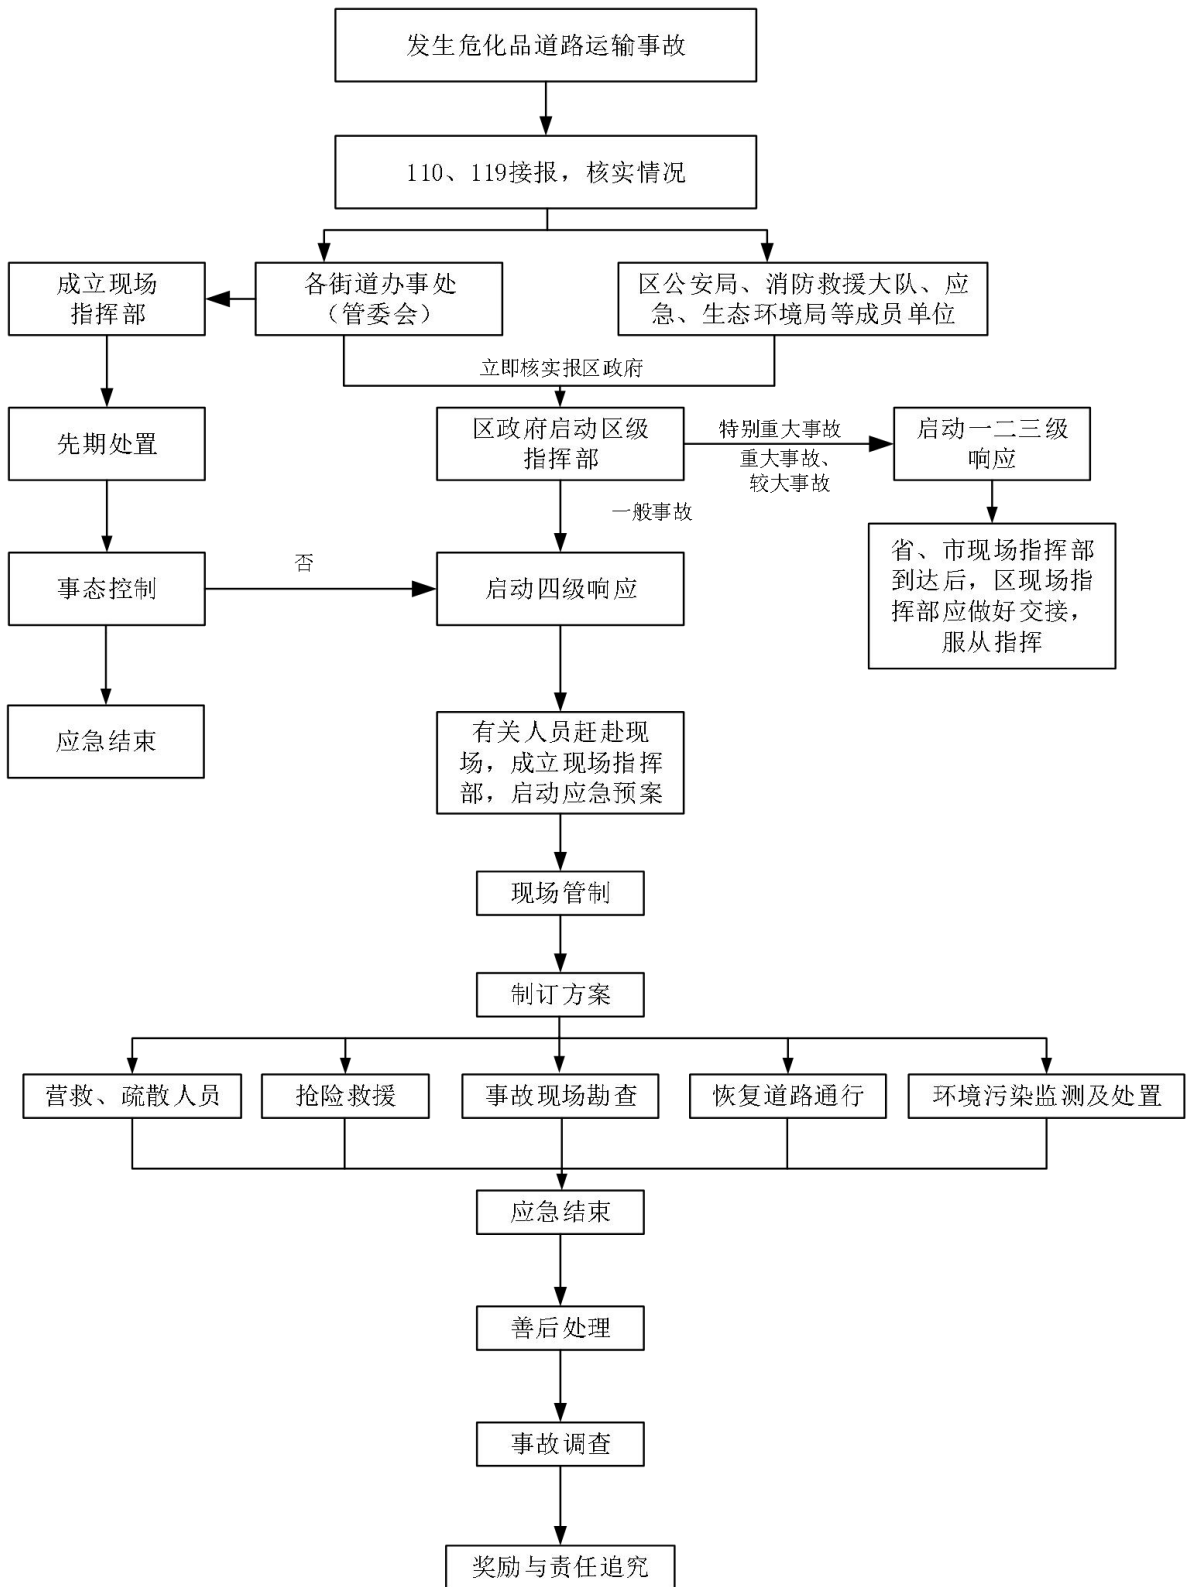 发生危化品道路运输事故
110、119接报，核实情况
成立现场
指挥部
各街道办事处
（管委会）
区公安局、消防救援大队、应
急、生态环境局等成员单位
立即核实报区政府
先期处置
区政府启动区级
指挥部
特别重大事故
重大事故、
较大事故
启动一二三级
响应
一般事故
事态控制
否
启动四级响应
省、市现场指挥部
到达后，区现场指
挥部应做好交接，
服从指挥
应急结束
有关人员赶赴现
场，成立现场指挥
部，启动应急预案
现场管制
制订方案
营救、疏散人员
抢险救援
事故现场勘查
恢复道路通行
环境污染监测及处置
应急结束
善后处理
事故调查
奖励与责任追究